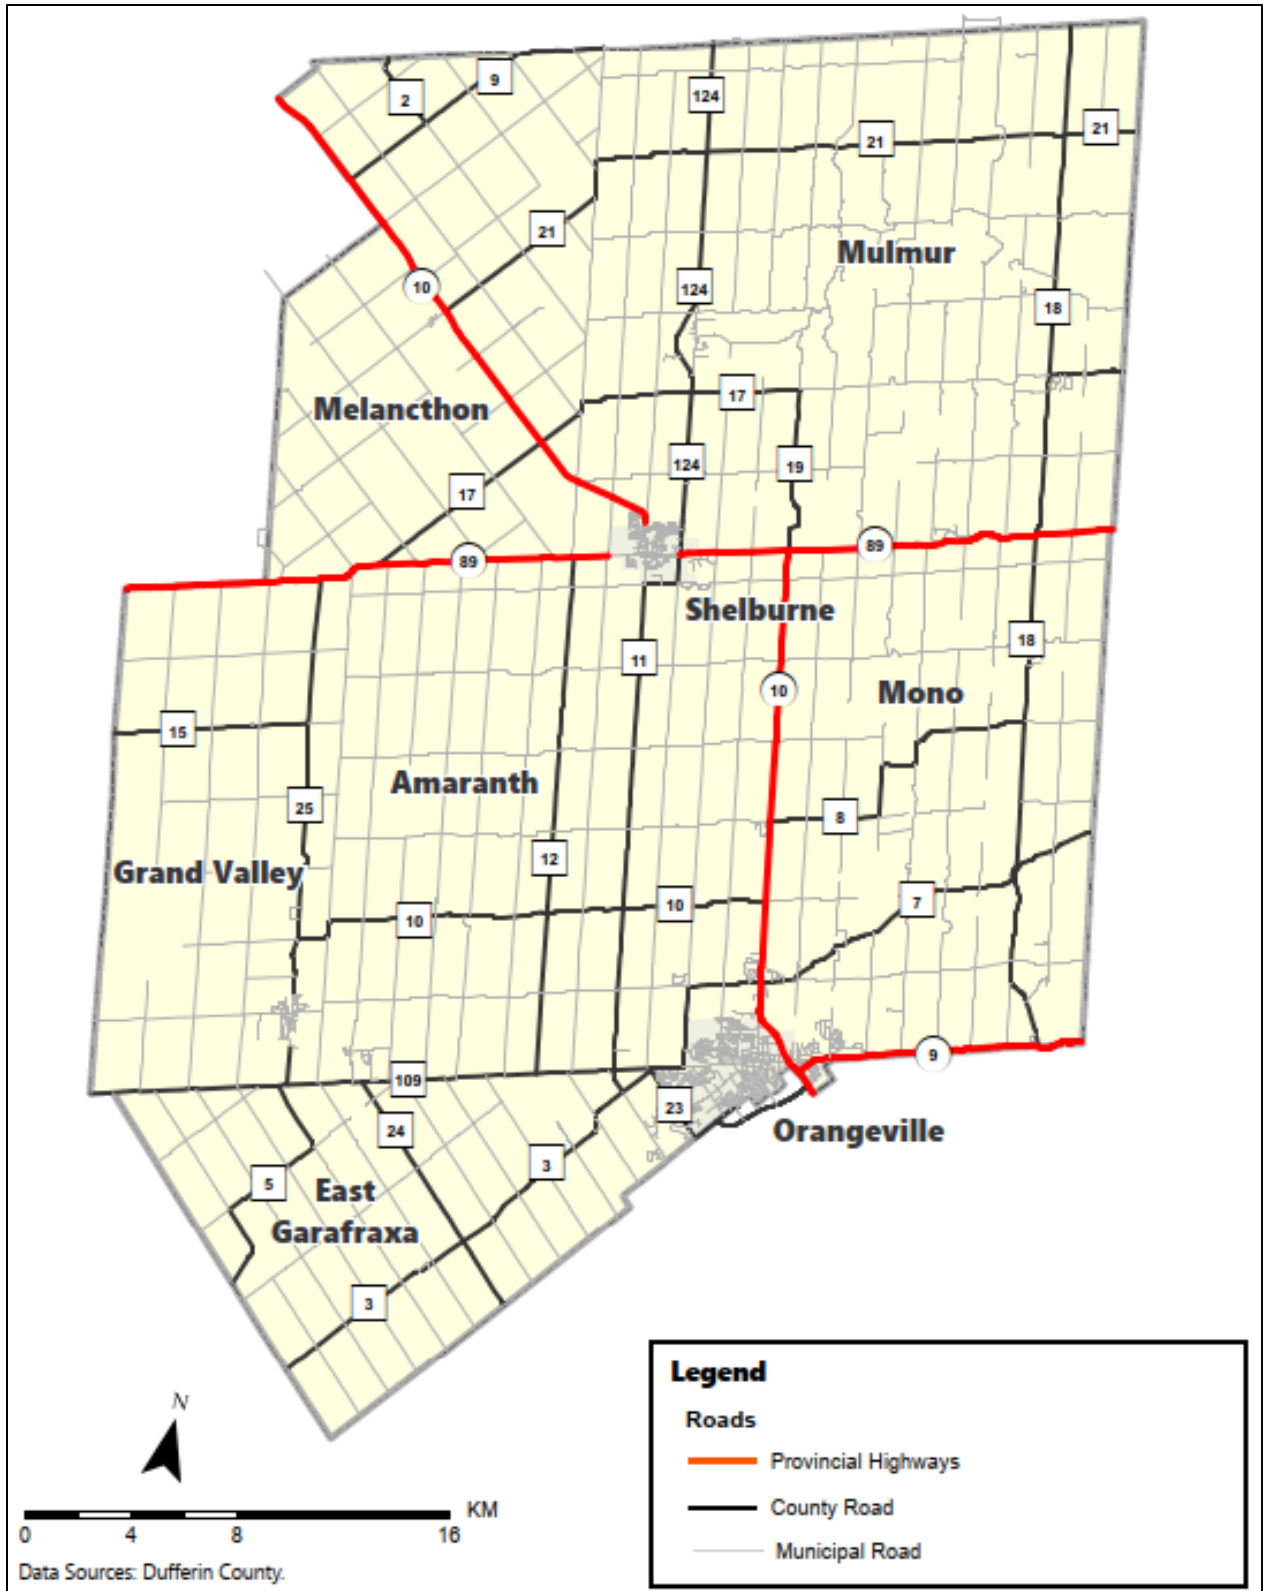 9
2
124
21
21
21
Mulmur
10
124
18
Melancthon
17
17
124
19
89
89
Shelburne
18
11
10
Mono
15
Amaranth
25
8
12
Grand Valley
10
10
7
9
109
23
24
Orangeville
3
5
East
Garafraxa
3
Legend
Roads
Provincial Highways
County Road
Municipal Road
N
KM
0 4 8 16
Data Sources: Dufferin County.